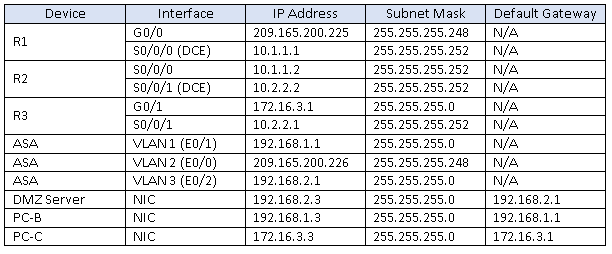 Device Interface IP Address Subnet Mask Default Gateway
R1 G0/0 209.165.200.225 255.255.255.248 N/A
S0/0/0 (DCE) 10.1.1.1 255.255.255.252 N/A
R2 S0/0/0 10.1.1.2 255.255.255.252 N/A
S0/0/1 (DCE) 10.2.2.2 255.255.255.252 N/A
R3 G0/1 172.16.3.1 255.255.255.0 N/A
S0/0/1 10.2.2.1 255.255.255.252 N/A
ASA VLAN 1 (E0/1) 192.168.1.1 255.255.255.0 N/A
ASA VLAN 2 (E0/0) 209.165.200.226 255.255.255.248 N/A
ASA VLAN 3 (E0/2) 192.168.2.1 255.255.255.0 N/A
DMZ Server NIC 192.168.2.3 255.255.255.0 192.168.2.1
PC-B NIC 192.168.1.3 255.255.255.0 192.168.1.1
PC-C NIC 172.16.3.3 255.255.255.0 172.16.3.1